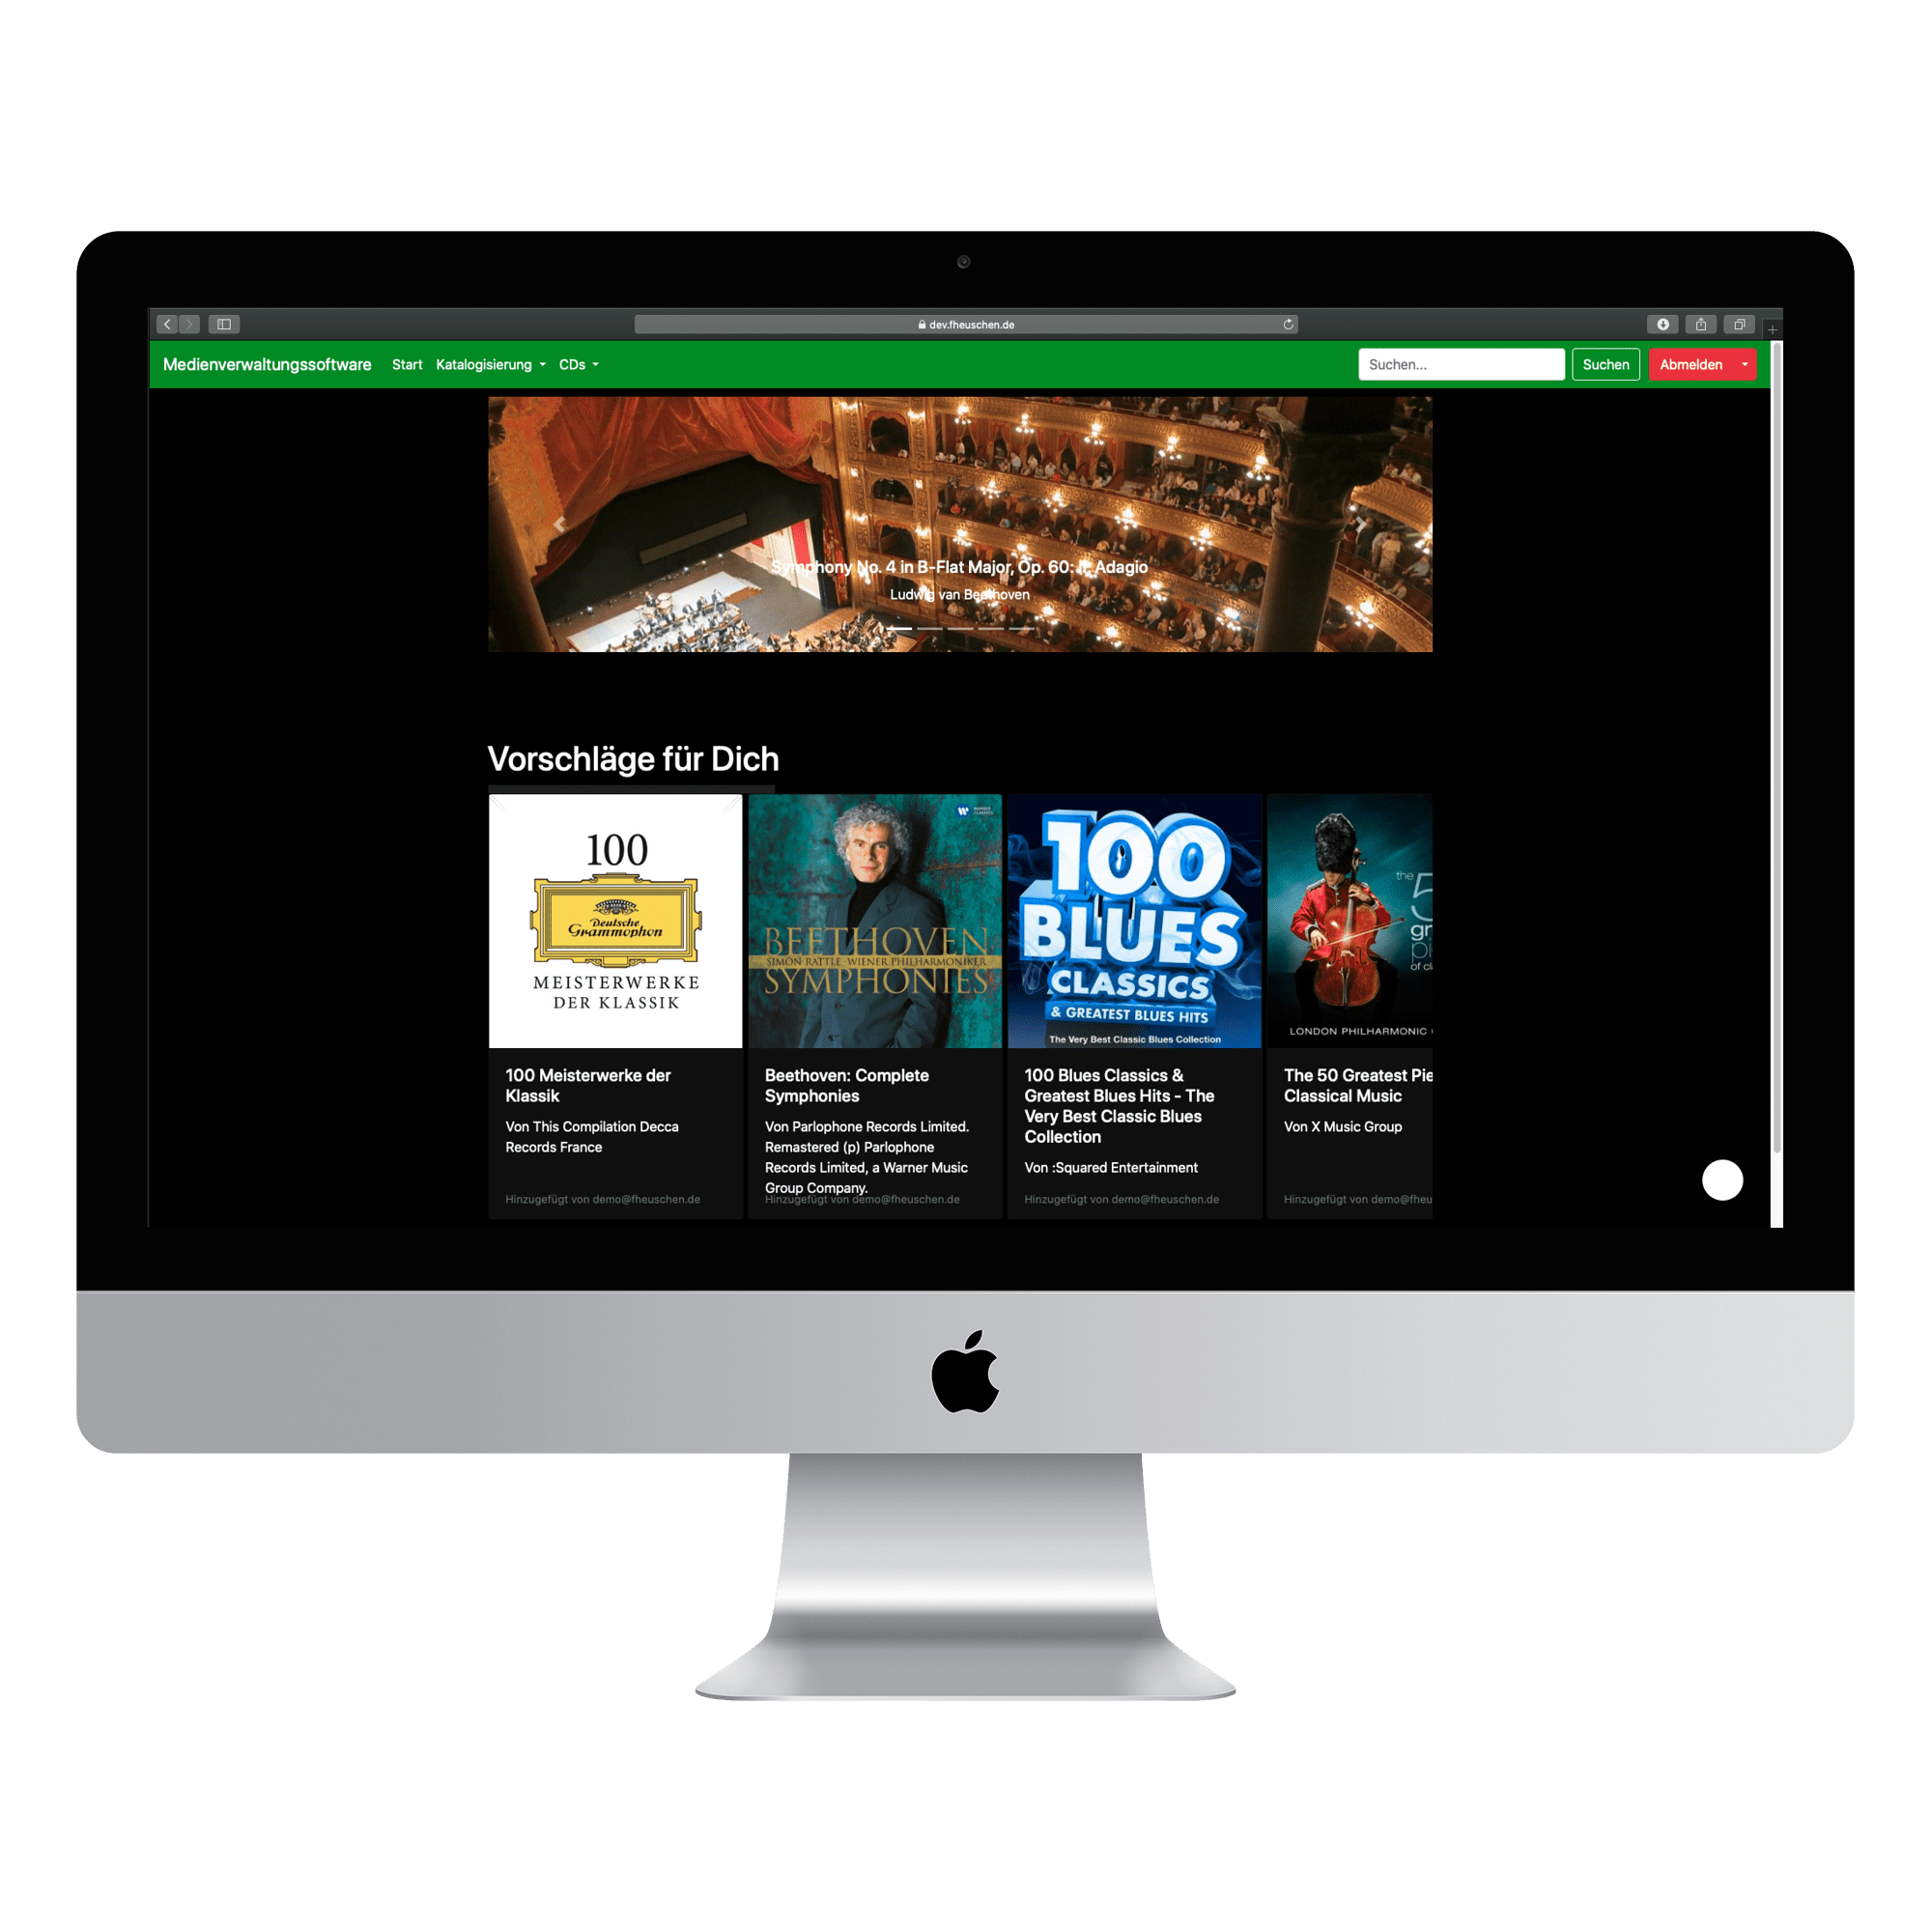 dev.fheuschen.de
Medienverwaltungssoftware Start Katalogisierung CDs Suchen... Suchen Abmelden
Symphony No. 4 in B-Flat Major, Op. 60: II. Adagio
Ludwig van Beethoven
Vorschläge für Dich
100
Deutsche
Grammophon
MEISTERWERKE
DER KLASSIK
WARNER
CLASSICS
BEETHOVEN
SIMON RATTLE · WIENER PHILHARMONIKER
SYMPHONIES
100
BLUES
CLASSICS
& GREATEST BLUES HITS
The Very Best Classic Blues Collection
the
5
gr
pi
of cl
LONDON PHILHARMONIC
100 Meisterwerke der
Klassik
Von This Compilation Decca
Records France
Hinzugefügt von demo@fheuschen.de
Beethoven: Complete
Symphonies
Von Parlophone Records Limited.
Remastered (p) Parlophone
Records Limited, a Warner Music
Group Company.
Hinzugefügt von demo@fheuschen.de
100 Blues Classics &
Greatest Blues Hits - The
Very Best Classic Blues
Collection
Von :Squared Entertainment
Hinzugefügt von demo@fheuschen.de
The 50 Greatest Pie
Classical Music
Von X Music Group
Hinzugefügt von demo@fheu